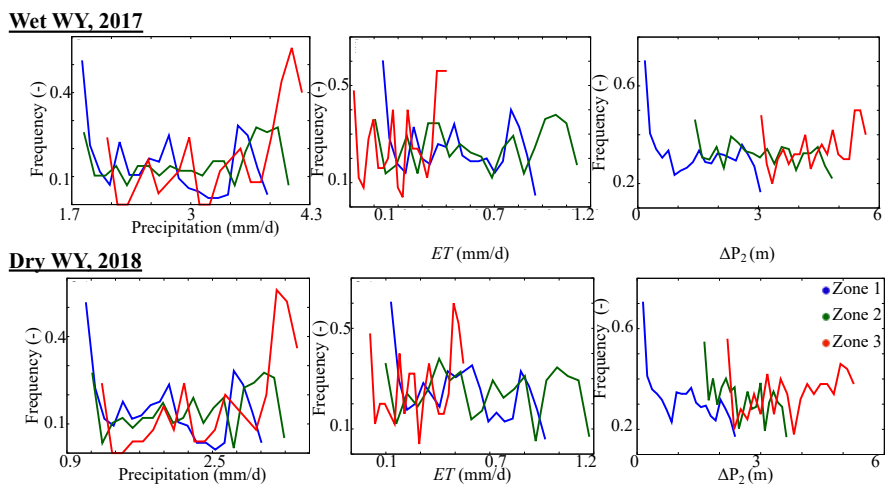 Wet WY, 2017
Frequency (-)
0.4
0.1
1.7
3
4.3
Precipitation (mm/d)
Frequency (-)
0.5
0.1
0.1
0.7
1.2
ET (mm/d)
Frequency (-)
0.6
0.2
0
3
6
ΔP2 (m)
Dry WY, 2018
Frequency (-)
0.4
0.1
0.9
2.5
Precipitation (mm/d)
Frequency (-)
0.5
0.1
0.1
0.7
1.2
ET (mm/d)
Frequency (-)
0.6
0.2
0
3
6
ΔP2 (m)
Zone 1
Zone 2
Zone 3